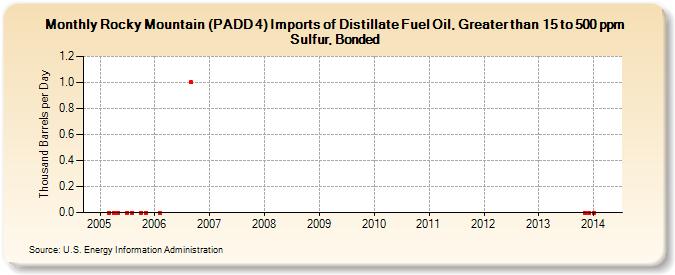 Monthly Rocky Mountain (PADD 4) Imports of Distillate Fuel Oil, Greater than 15 to 500 ppm
Sulfur, Bonded
Thousand Barrels per Day
1.2
1.0
0.8
0.6
0.4
0.2
0.0
2005 2006 2007 2008 2009 2010 2011 2012 2013 2014
Source: U.S. Energy Information Administration